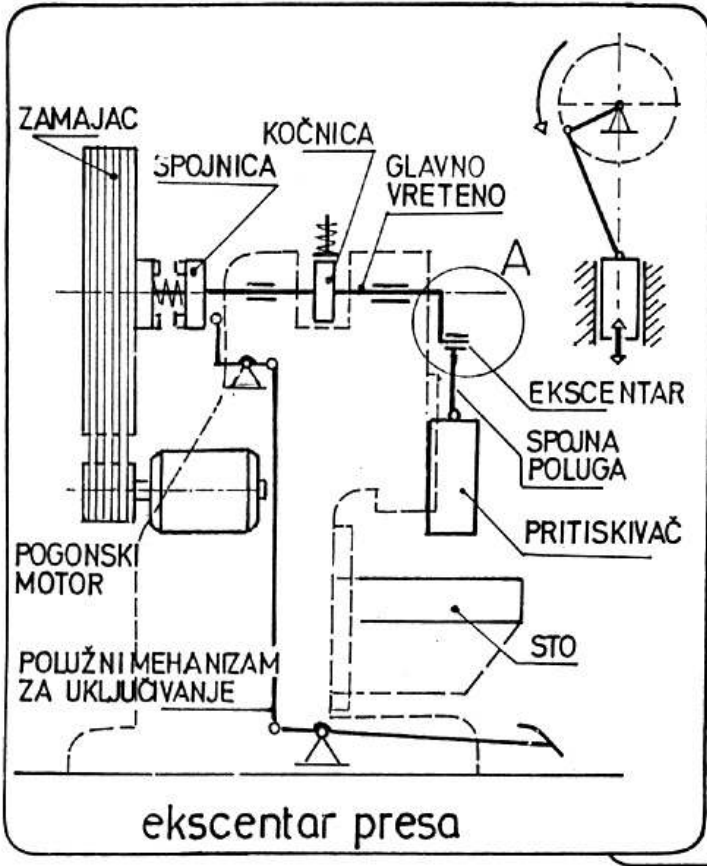 ZAMAJAC
SPOJNICA
KOČNICA
GLAVNO
VRETENO
A
EKSCENTAR
SPOJNA
POLUGA
PRITISKIVAČ
POGONSKI
MOTOR
STO
POLUŽNI MEHANIZAM
ZA UKLJUČIVANJE
ekscentar presa